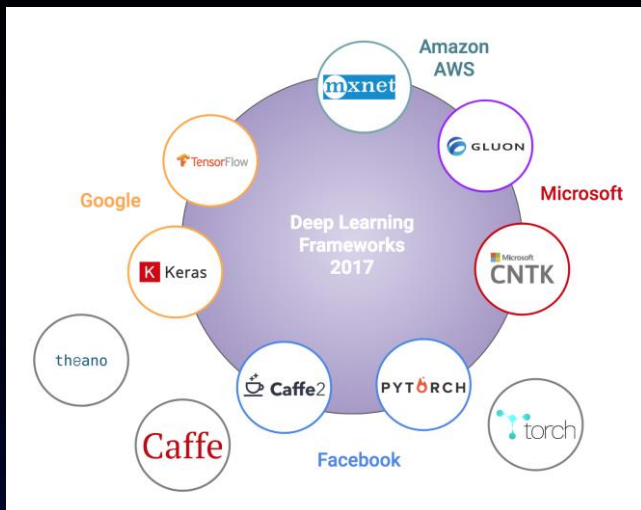 Amazon
AWS
mxnet
GLUON
TensorFlow
Google
Microsoft
Deep Learning
Frameworks
2017
K Keras
Microsoft
CNTK
theano
Caffe2
PYTORCH
Caffe
torch
Facebook